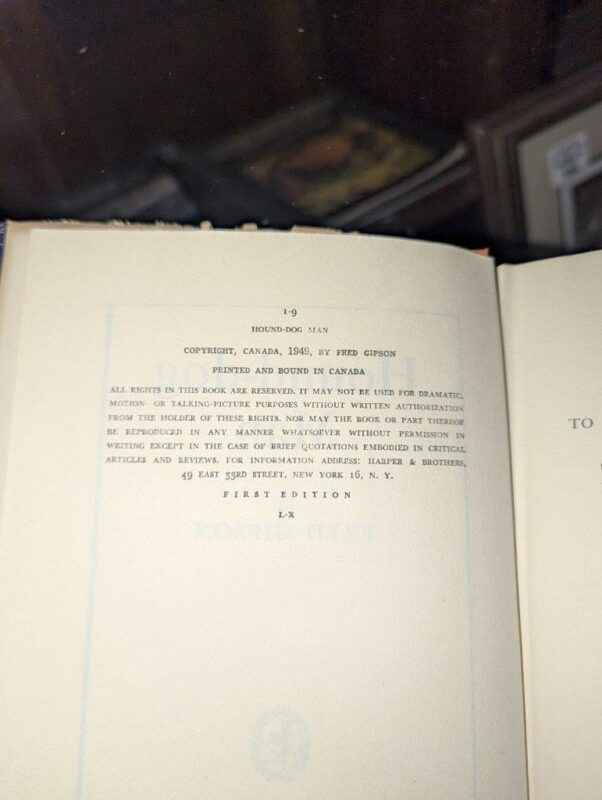 1-9
HOUND-DOG MAN
COPYRIGHT, CANADA, 1949, BY FRED GIPSON
PRINTED AND BOUND IN CANADA
ALL RIGHTS IN THIS BOOK ARE RESERVED. IT MAY NOT BE USED FOR DRAMATIC,
MOTION- OR TALKING-PICTURE PURPOSES WITHOUT WRITTEN AUTHORIZATION
FROM THE HOLDER OF THESE RIGHTS. NOR MAY THE BOOK OR PART THEREOF
BE REPRODUCED IN ANY MANNER WHATSOEVER WITHOUT PERMISSION IN
WRITING EXCEPT IN THE CASE OF BRIEF QUOTATIONS EMBODIED IN CRITICAL
ARTICLES AND REVIEWS. FOR INFORMATION ADDRESS: HARPER & BROTHERS,
49 EAST 33RD STREET, NEW YORK 16, N. Y.
FIRST EDITION
L-X
TO